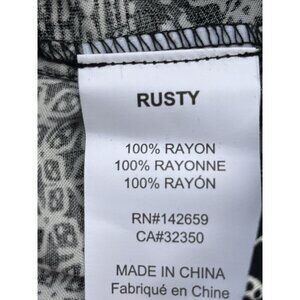 RUSTY
100% RAYON
100% RAYONNE
100% RAYÓN
RN#142659
CA#32350
MADE IN CHINA
Fabriqué en Chine